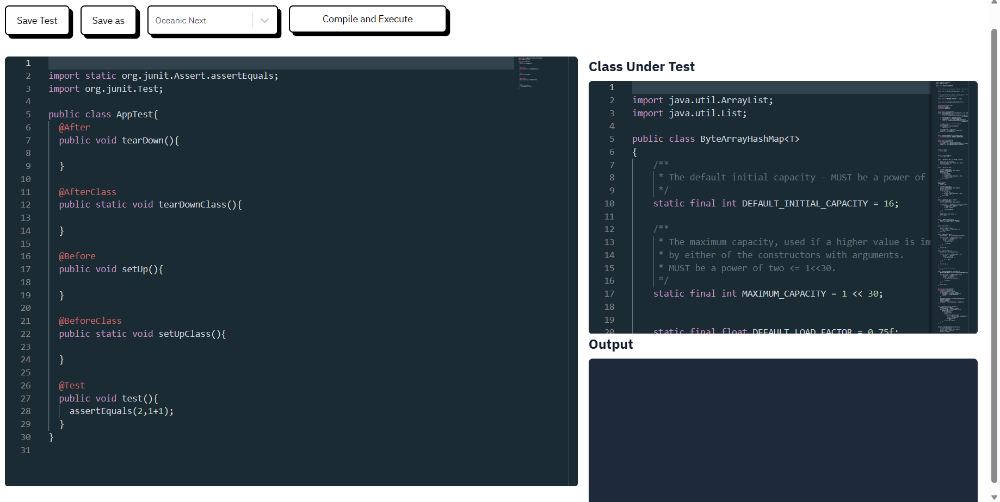 Save Test
Save as
Oceanic Next
Compile and Execute
1
2 import static org.junit.Assert.assertEquals;
3 import org.junit.Test;
4
5 public class AppTest{
6 @After
7 public void tearDown(){
8
9 }
10
11 @AfterClass
12 public static void tearDownClass(){
13
14 }
15
16 @Before
17 public void setUp(){
18
19 }
20
21 @BeforeClass
22 public static void setUpClass(){
23
24 }
25
26 @Test
27 public void test(){
28 assertEquals(2,1+1);
29 }
30 }
31
Class Under Test
1
2 import java.util.ArrayList;
3 import java.util.List;
4
5 public class ByteArrayHashMap<T>
6 {
7 /**
8 * The default initial capacity - MUST be a power of
9 */
10 static final int DEFAULT_INITIAL_CAPACITY = 16;
11
12 /**
13 * The maximum capacity, used if a higher value is im
14 * by either of the constructors with arguments.
15 * MUST be a power of two <= 1<<30.
16 */
17 static final int MAXIMUM_CAPACITY = 1 << 30;
18
19
20 static final float DEFAULT_LOAD_FACTOR = 0.75f;
Output